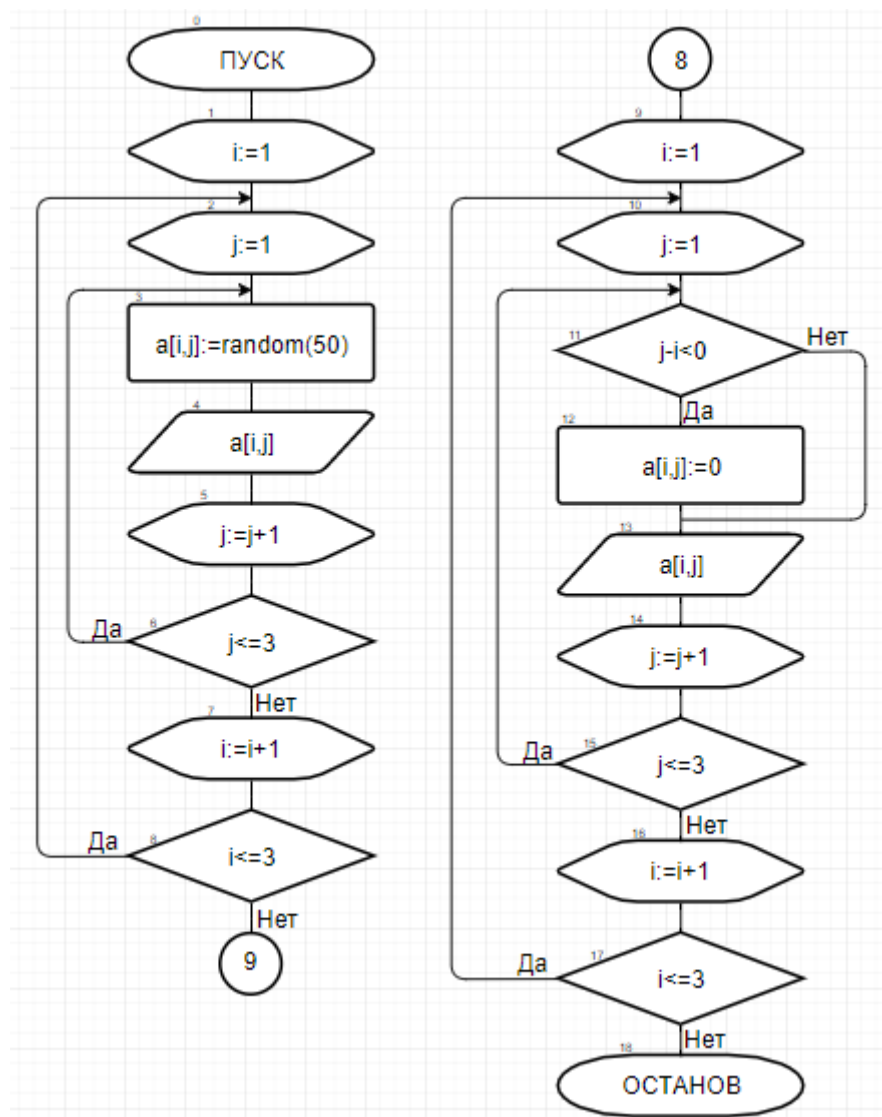 0
ПУСК
1
i:=1
2
j:=1
3
a[i,j]:=random(50)
4
a[i,j]
5
j:=j+1
6
j<=3
Да
Нет
7
i:=i+1
8
i<=3
Да
Нет
9
8
9
i:=1
10
j:=1
11
j-i<0
Нет
Да
12
a[i,j]:=0
13
a[i,j]
14
j:=j+1
15
j<=3
Да
Нет
16
i:=i+1
17
i<=3
Да
Нет
18
ОСТАНОВ